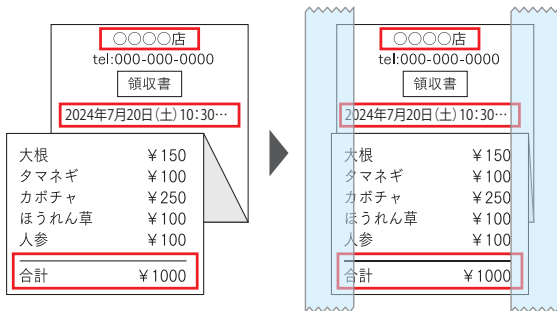 ○○○○店
tel:000-000-0000
領収書
2024年7月20日(土)10:30…
大根 ¥150
タマネギ ¥100
カボチャ ¥250
ほうれん草 ¥100
人参 ¥100
合計 ¥1000
○○○○店
tel:000-000-0000
領収書
2024年7月20日(土)10:30…
大根 ¥150
タマネギ ¥100
カボチャ ¥250
ほうれん草 ¥100
人参 ¥100
合計 ¥1000